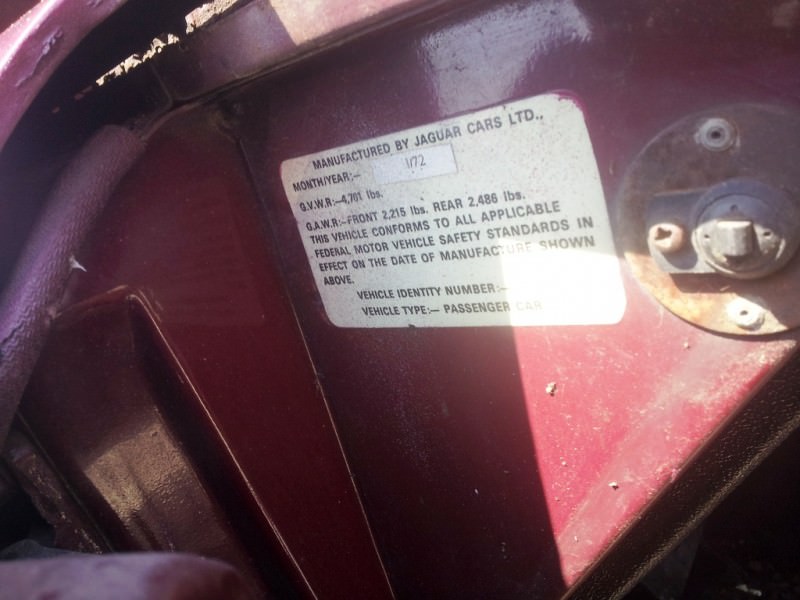 MANUFACTURED BY JAGUAR CARS LTD.,
MONTH/YEAR:– 1172
G.V.W.R:–4,701 lbs.
G.A.W.R:–FRONT 2,215 lbs. REAR 2,486 lbs.
THIS VEHICLE CONFORMS TO ALL APPLICABLE
FEDERAL MOTOR VEHICLE SAFETY STANDARDS IN
EFFECT ON THE DATE OF MANUFACTURE SHOWN
ABOVE.
VEHICLE IDENTITY NUMBER:–
VEHICLE TYPE:– PASSENGER CAR